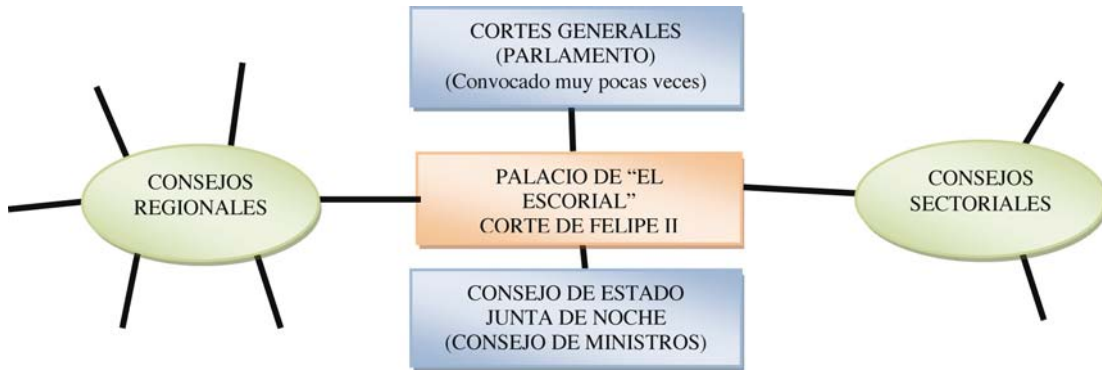 CORTES GENERALES
(PARLAMENTO)
(Convocado muy pocas veces)
CONSEJOS
REGIONALES
PALACIO DE “EL
ESCORIAL”
CORTE DE FELIPE II
CONSEJOS
SECTORIALES
CONSEJO DE ESTADO
JUNTA DE NOCHE
(CONSEJO DE MINISTROS)